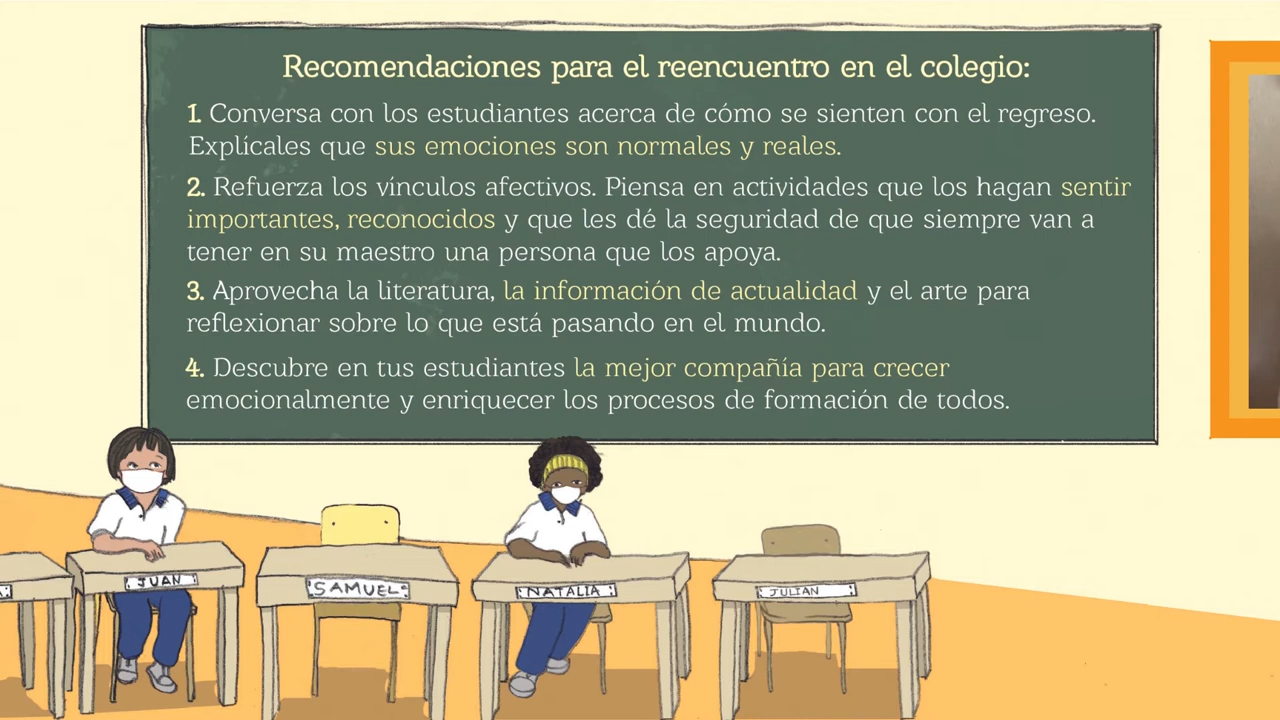 Recomendaciones para el reencuentro en el colegio:
1. Conversa con los estudiantes acerca de cómo se sienten con el regreso.
Explícales que sus emociones son normales y reales.
2. Refuerza los vínculos afectivos. Piensa en actividades que los hagan sentir
importantes, reconocidos y que les dé la seguridad de que siempre van a
tener en su maestro una persona que los apoya.
3. Aprovecha la literatura, la información de actualidad y el arte para
reflexionar sobre lo que está pasando en el mundo.
4. Descubre en tus estudiantes la mejor compañía para crecer
emocionalmente y enriquecer los procesos de formación de todos.
JUAN
SAMUEL
NATALIA
JULIAN